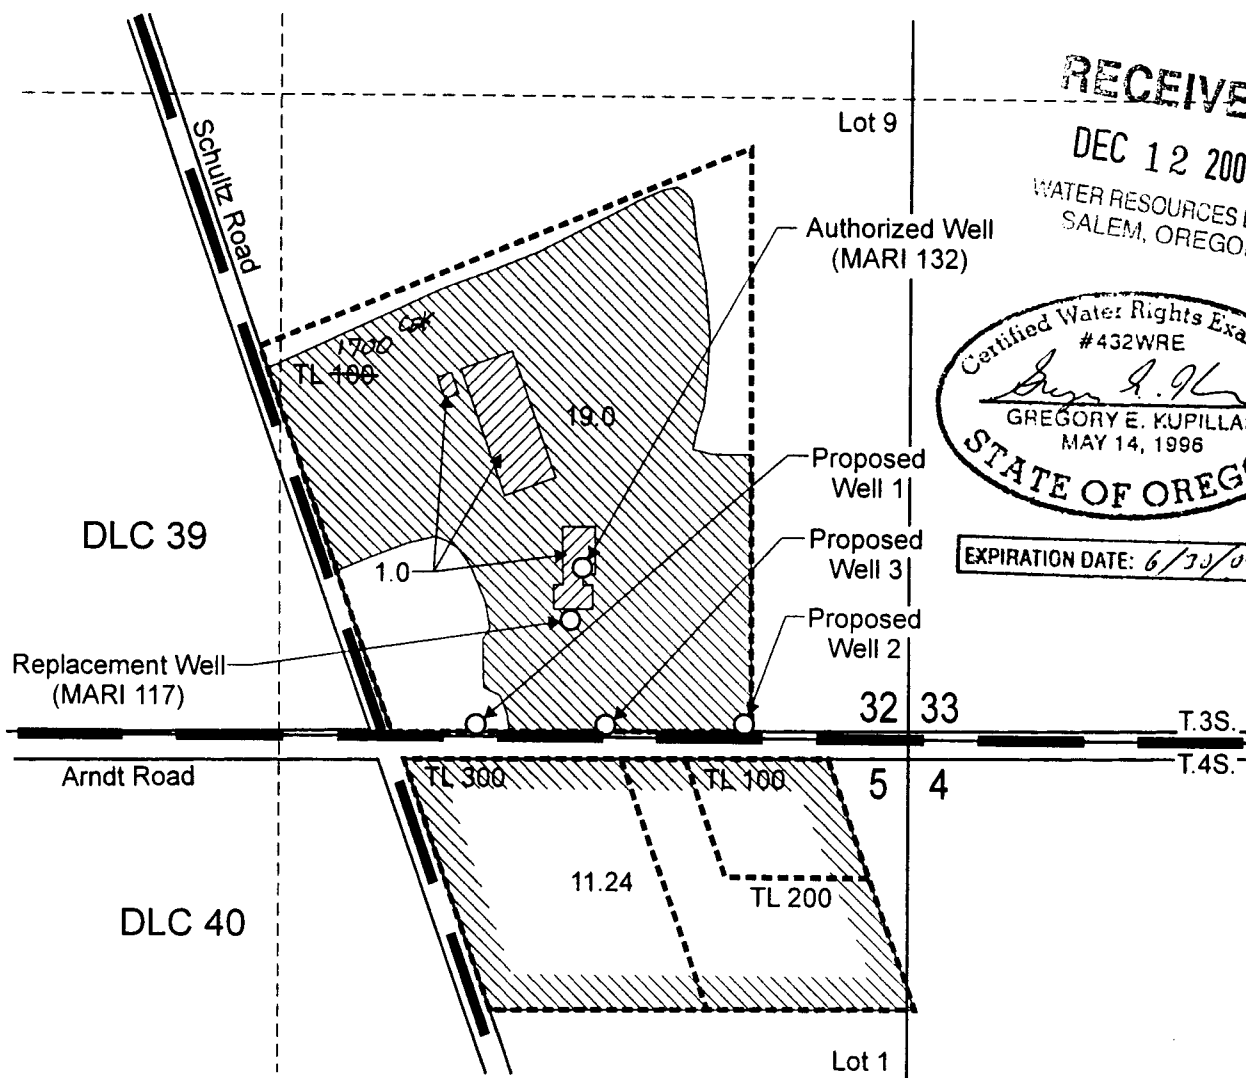 RECEIVE
Lot 9
DEC 12 200
WATER RESOURCES
SALEM, OREGO
Schultz Road
Authorized Well
(MARI 132)
Certified Water Rights Exa
#432WRE
GREGORY E. KUPILLA
MAY 14, 1996
STATE OF OREG
EXPIRATION DATE: 6/30/0
1700
TL 100
19.0
Proposed
Well 1
DLC 39
Proposed
Well 3
1.0
Proposed
Well 2
Replacement Well
(MARI 117)
32 33
T.3S.
Arndt Road
T.4S.
TL 300
TL 100
5 4
11.24
TL 200
DLC 40
Lot 1